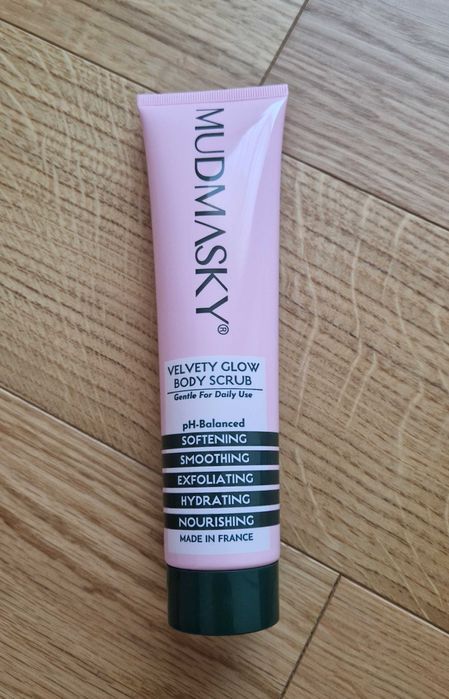 MUDMASKY®
VELVETY GLOW
BODY SCRUB
Gentle For Daily Use
pH-Balanced
SOFTENING
SMOOTHING
EXFOLIATING
HYDRATING
NOURISHING
MADE IN FRANCE